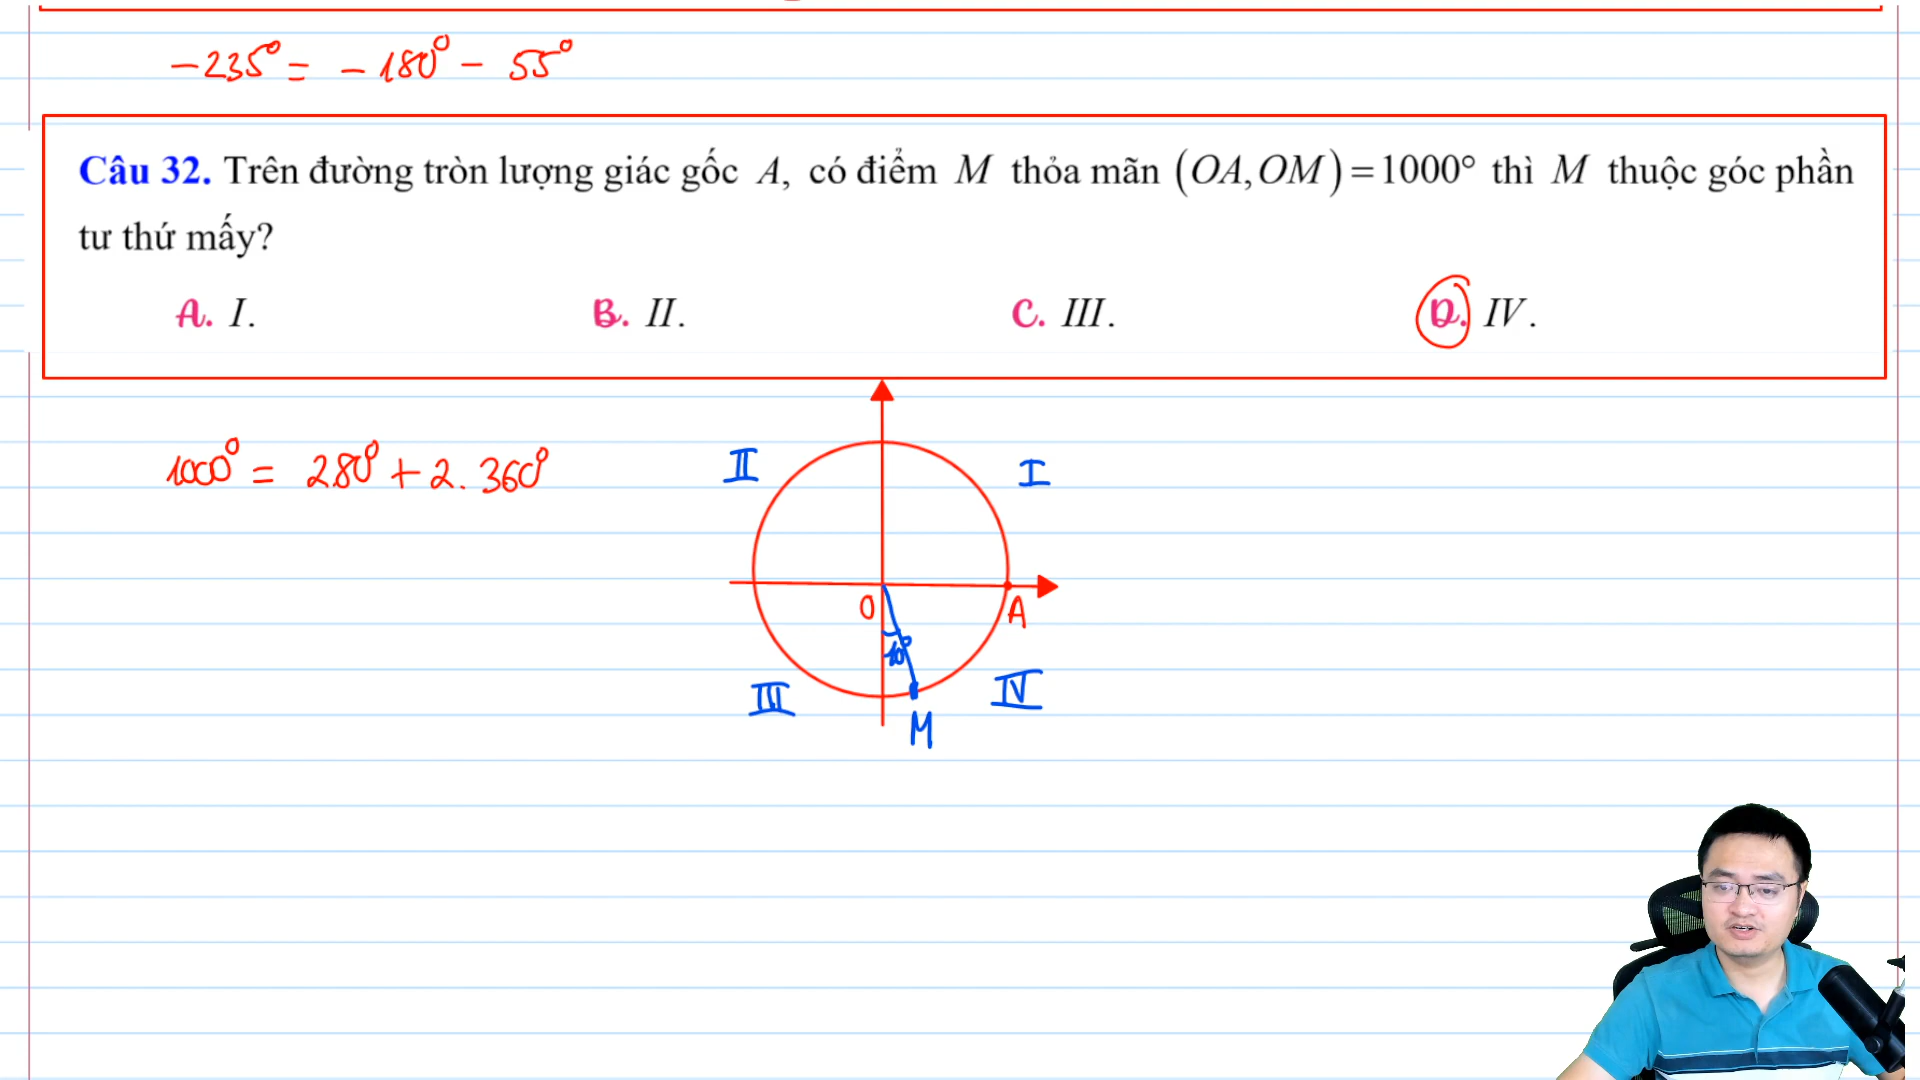 -235° = -180° - 55°
Câu 32. Trên đường tròn lượng giác gốc A, có điểm M thỏa mãn (OA,OM)=1000° thì M thuộc góc phần
tư thứ mấy?
A. I. B. II. C. III. D. IV.
1000° = 280° + 2.360°
II I
O A
10°
III IV
M